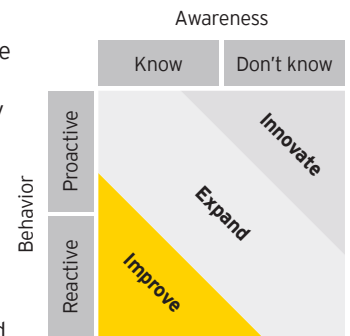 Awareness
Know
Don't know
Behavior
Proactive
Reactive
Innovate
Expand
Improve